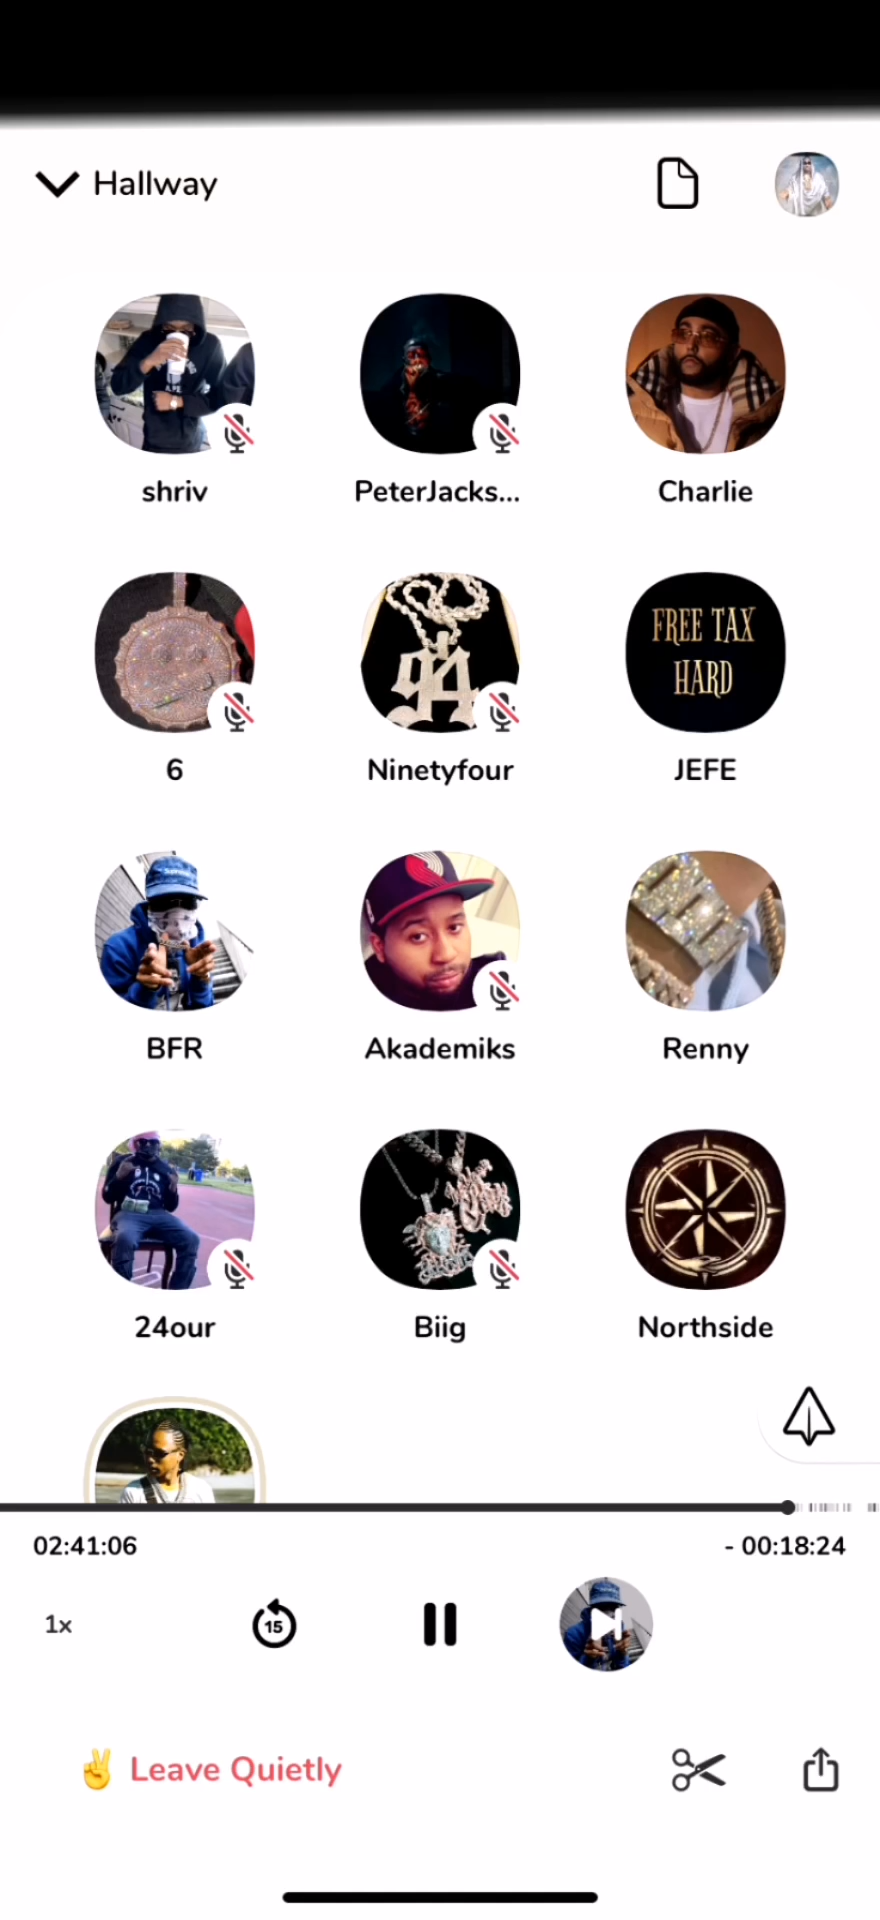 Hallway
shriv
PeterJacks...
Charlie
6
Ninetyfour
FREE TAX
HARD
JEFE
BFR
Akademiks
Renny
24our
Biig
Northside
02:41:06
- 00:18:24
1x
15
✌️ Leave Quietly